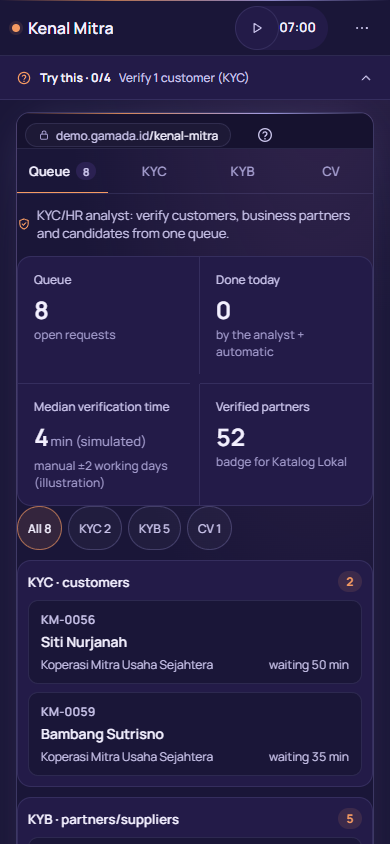 Kenal Mitra
07:00
Try this · 0/4 Verify 1 customer (KYC)
demo.gamada.id/kenal-mitra
Queue 8
KYC
KYB
CV
KYC/HR analyst: verify customers, business partners
and candidates from one queue.
Queue
8
open requests
Done today
0
by the analyst +
automatic
Median verification time
4 min (simulated)
manual ±2 working days
(illustration)
Verified partners
52
badge for Katalog Lokal
All 8
KYC 2
KYB 5
CV 1
KYC · customers
2
KM-0056
Siti Nurjanah
Koperasi Mitra Usaha Sejahtera
waiting 50 min
KM-0059
Bambang Sutrisno
Koperasi Mitra Usaha Sejahtera
waiting 35 min
KYB · partners/suppliers
5